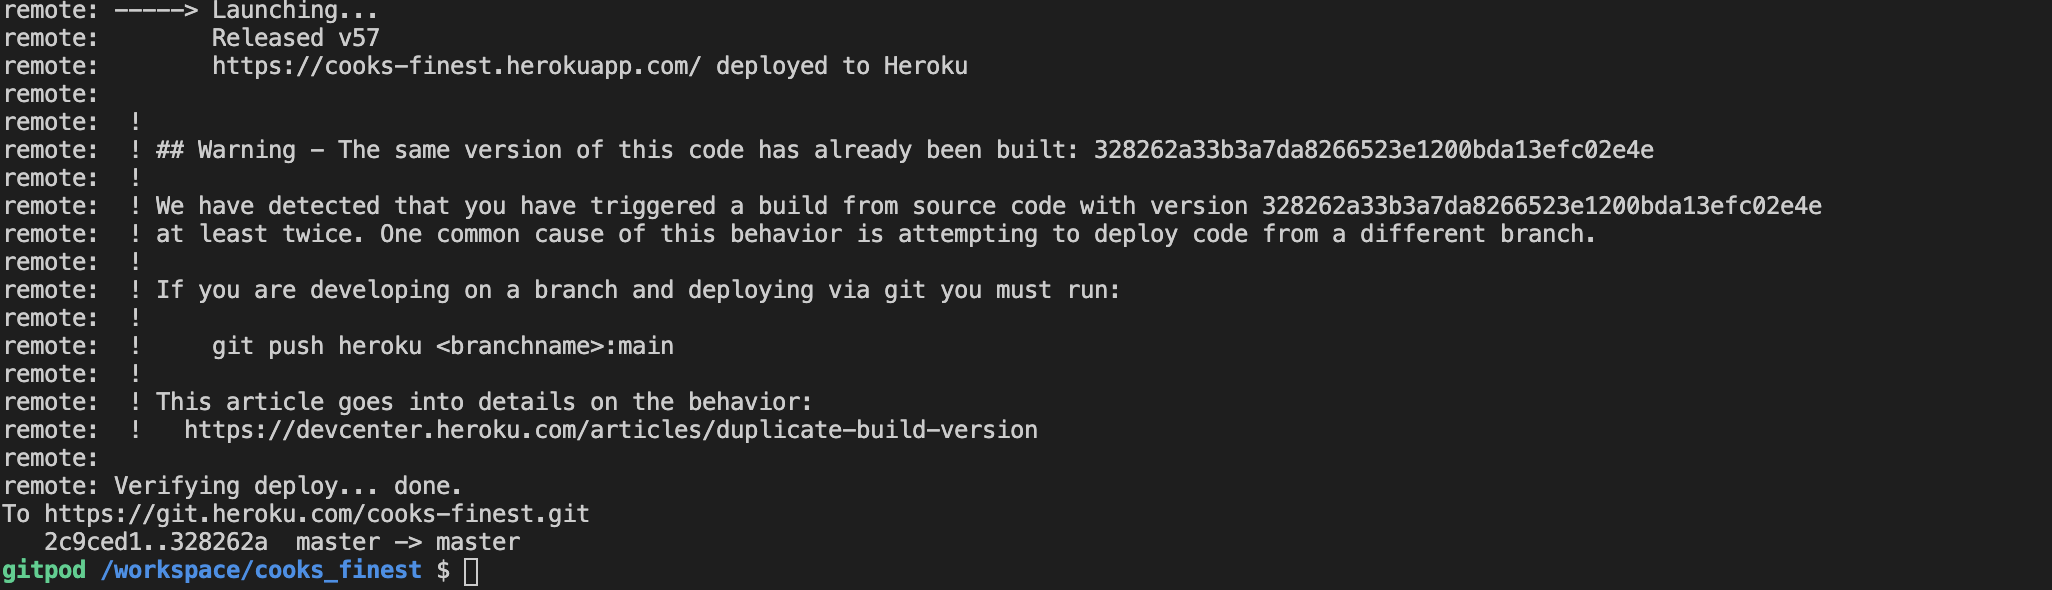 remote: -----> Launching...
remote:        Released v57
remote:        https://cooks-finest.herokuapp.com/ deployed to Heroku
remote:
remote:  !
remote:  ! ## Warning - The same version of this code has already been built: 328262a33b3a7da8266523e1200bda13efc02e4e
remote:  !
remote:  ! We have detected that you have triggered a build from source code with version 328262a33b3a7da8266523e1200bda13efc02e4e
remote:  ! at least twice. One common cause of this behavior is attempting to deploy code from a different branch.
remote:  !
remote:  ! If you are developing on a branch and deploying via git you must run:
remote:  !
remote:  !     git push heroku <branchname>:main
remote:  !
remote:  ! This article goes into details on the behavior:
remote:  !   https://devcenter.heroku.com/articles/duplicate-build-version
remote:
remote: Verifying deploy... done.
To https://git.heroku.com/cooks-finest.git
   2c9ced1..328262a  master -> master
gitpod /workspace/cooks_finest $